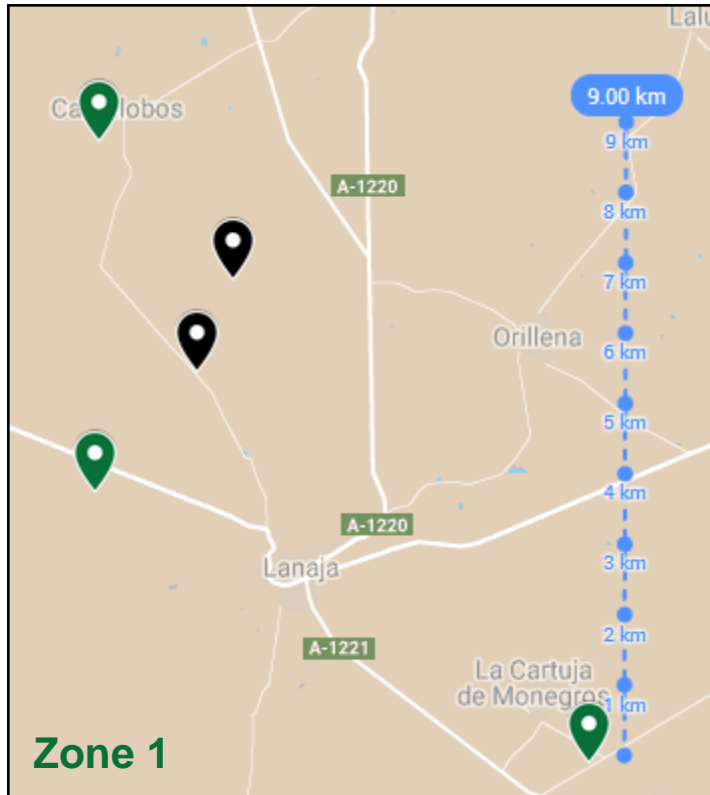 9.00 km
9 km
A-1220
8 km
7 km
Orillena
6 km
5 km
4 km
A-1220
3 km
Lanaja
2 km
A-1221
La Cartuja
de Monegros
1 km
Zone 1